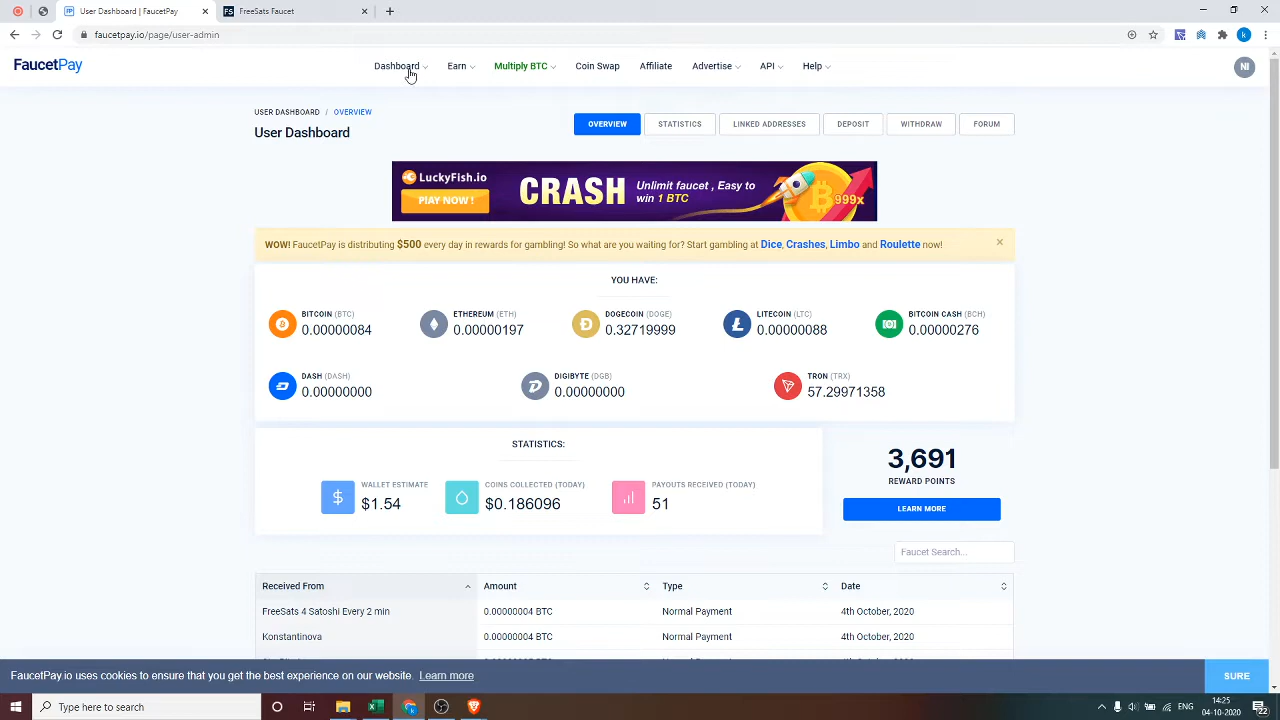 User Dashboard | FaucetPay
FS FreeSats Faucet
faucetpay.io/page/user-admin
FaucetPay
Dashboard Earn Multiply BTC Coin Swap Affiliate Advertise API Help
NI
USER DASHBOARD / OVERVIEW
User Dashboard
OVERVIEW STATISTICS LINKED ADDRESSES DEPOSIT WITHDRAW FORUM
LuckyFish.io
PlAY NOW !
CRASH
Unlimit faucet , Easy to
win 1 BTC
999x
WOW! FaucetPay is distributing $500 every day in rewards for gambling! So what are you waiting for? Start gambling at Dice, Crashes, Limbo and Roulette now!
YOU HAVE:
BITCOIN (BTC) ETHEREUM (ETH) DOGECOIN (DOGE) LITECOIN (LTC) BITCOIN CASH (BCH)
0.00000084 0.00000197 0.32719999 0.00000088 0.00000276
DASH (DASH) DIGIBYTE (DGB) TRON (TRX)
0.00000000 0.00000000 57.29971358
STATISTICS:
WALLET ESTIMATE COINS COLLECTED (TODAY) PAYOUTS RECEIVED (TODAY)
$1.54 $0.186096 51
3,691
REWARD POINTS
LEARN MORE
Faucet Search...
Received From Amount Type Date
FreeSats 4 Satoshi Every 2 min 0.00000004 BTC Normal Payment 4th October, 2020
Konstantinova 0.00000004 BTC Normal Payment 4th October, 2020
FaucetPay.io uses cookies to ensure that you get the best experience on our website. Learn more
SURE
Type here to search
14:25
04-10-2020